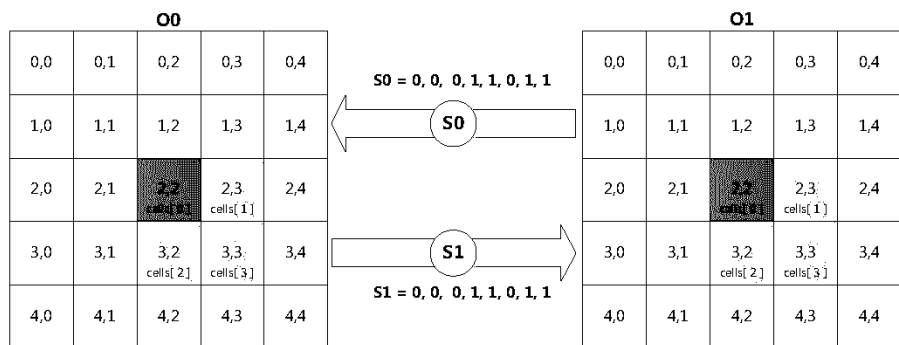 O0 O1
0,0 0,1 0,2 0,3 0,4
S0 = 0, 0, 0, 1, 1, 0, 1, 1
0,0 0,1 0,2 0,3 0,4
1,0 1,1 1,2 1,3 1,4
S0
1,0 1,1 1,2 1,3 1,4
2,0 2,1 2,2 2,3 2,4
cells[0] cells[1]
2,0 2,1 2,2 2,3 2,4
cells[0] cells[1]
3,0 3,1 3,2 3,3 3,4
cells[2] cells[3]
S1
3,0 3,1 3,2 3,3 3,4
cells[2] cells[3]
S1 = 0, 0, 0, 1, 1, 0, 1, 1
4,0 4,1 4,2 4,3 4,4
4,0 4,1 4,2 4,3 4,4